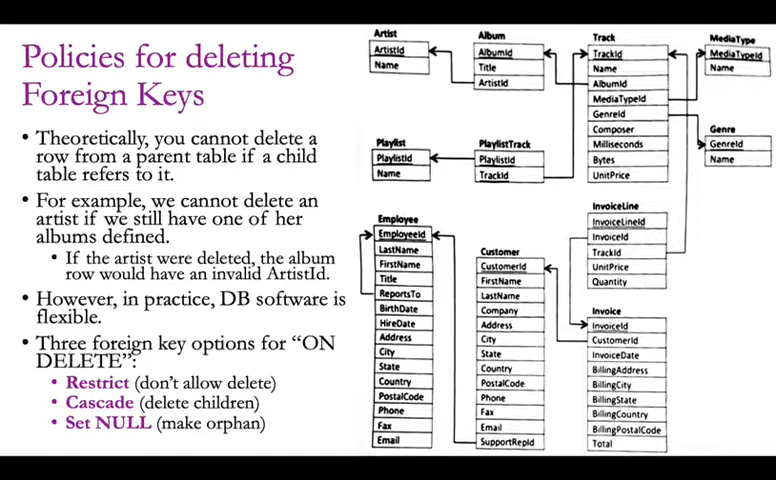 Policies for deleting
Foreign Keys
• Theoretically, you cannot delete a
row from a parent table if a child
table refers to it.
• For example, we cannot delete an
artist if we still have one of her
albums defined.
• If the artist were deleted, the album
row would have an invalid ArtistId.
• However, in practice, DB software is
flexible.
• Three foreign key options for “ON
DELETE”:
• Restrict (don't allow delete)
• Cascade (delete children)
• Set NULL (make orphan)
Artist
ArtistId
Name
Album
AlbumId
Title
ArtistId
Track
TrackId
Name
AlbumId
MediaTypeId
GenreId
Composer
Milliseconds
Bytes
UnitPrice
MediaType
MediaTypeId
Name
Genre
GenreId
Name
Playlist
PlaylistId
Name
PlaylistTrack
PlaylistId
TrackId
Employee
EmployeeId
LastName
FirstName
Title
ReportsTo
BirthDate
HireDate
Address
City
State
Country
PostalCode
Phone
Fax
Email
Customer
CustomerId
FirstName
LastName
Company
Address
City
State
Country
PostalCode
Phone
Fax
Email
SupportRepId
InvoiceLine
InvoiceLineId
InvoiceId
TrackId
UnitPrice
Quantity
Invoice
InvoiceId
CustomerId
InvoiceDate
BillingAddress
BillingCity
BillingState
BillingCountry
BillingPostalCode
Total